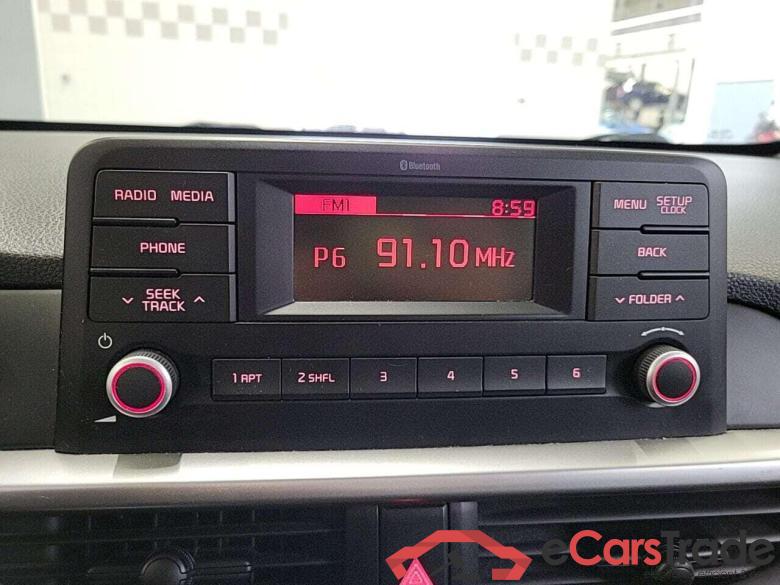 Bluetooth
RADIO MEDIA
FM1 8:59
MENU SETUP
CLOCK
PHONE
P6 91.10 MHz
BACK
SEEK
TRACK
FOLDER
1 RPT 2 SHFL 3 4 5 6
eCarsTrade